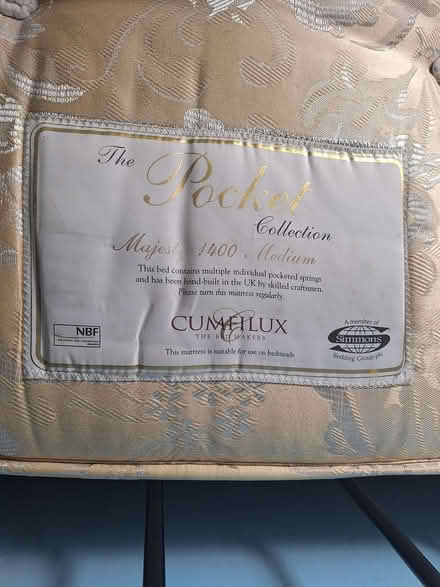 The
Pocket
Collection
1400 Medium
This bed contains multiple individual pocketed springs
and has been hand-built in the UK by skilled craftsmen.
Please turn this mattress regularly.
NBF
CUMFILUX
THE BED MAKERS
This mattress is suitable for use on bedsteads
A member of
Simmons
Bedding Group plc